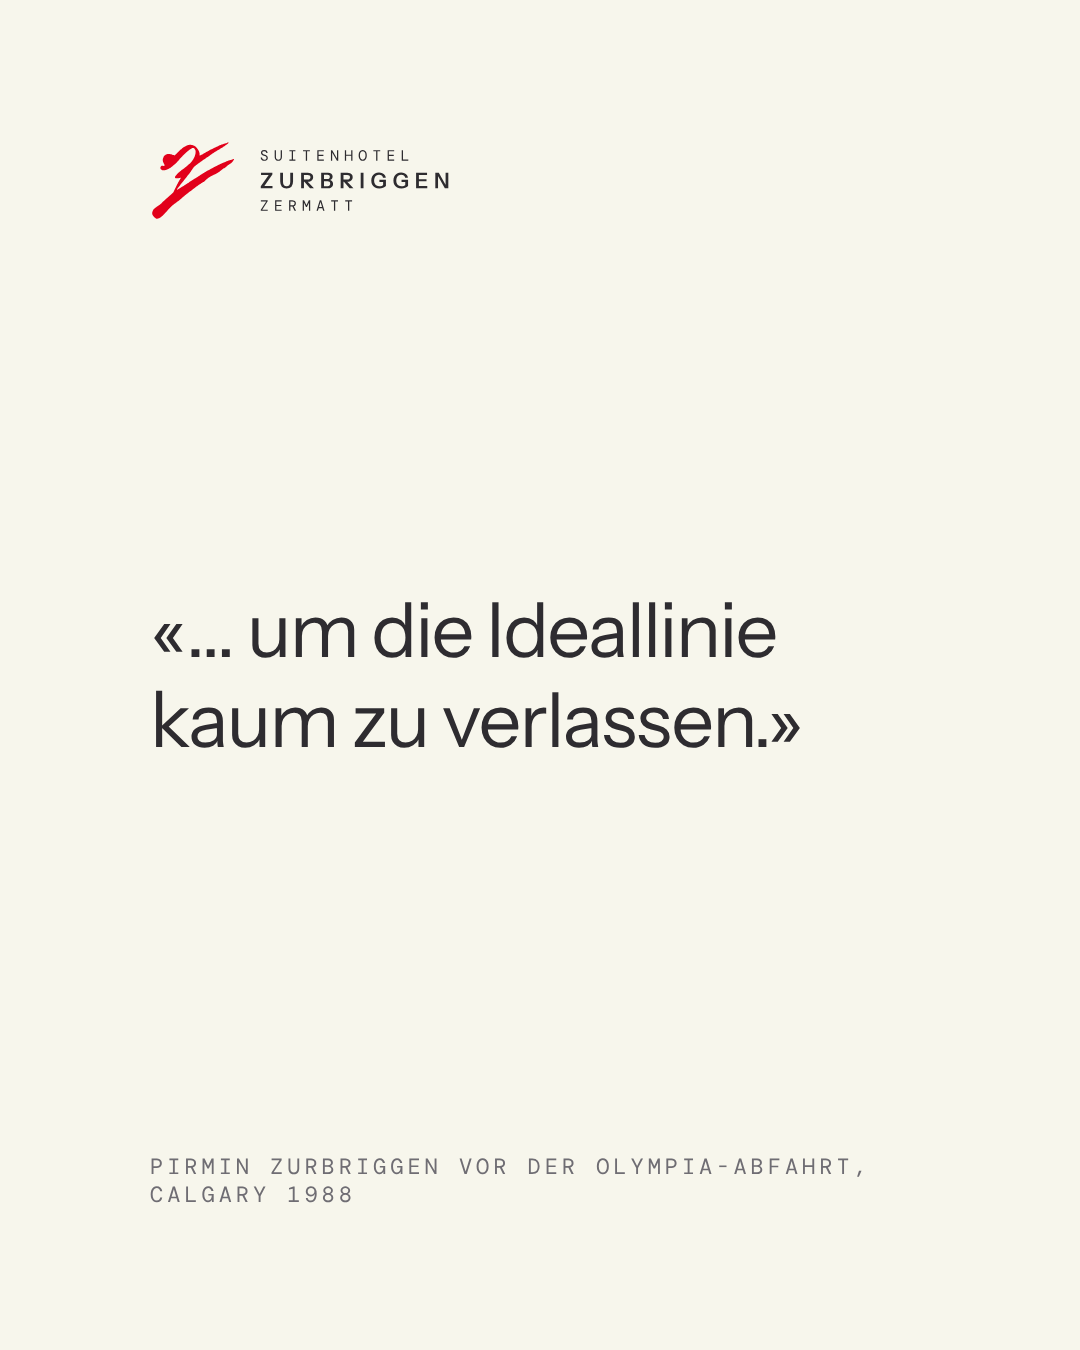 SUITENHOTEL
ZURBRIGGEN
ZERMATT
«... um die Ideallinie
kaum zu verlassen.»
PIRMIN ZURBRIGGEN VOR DER OLYMPIA-ABFAHRT,
CALGARY 1988